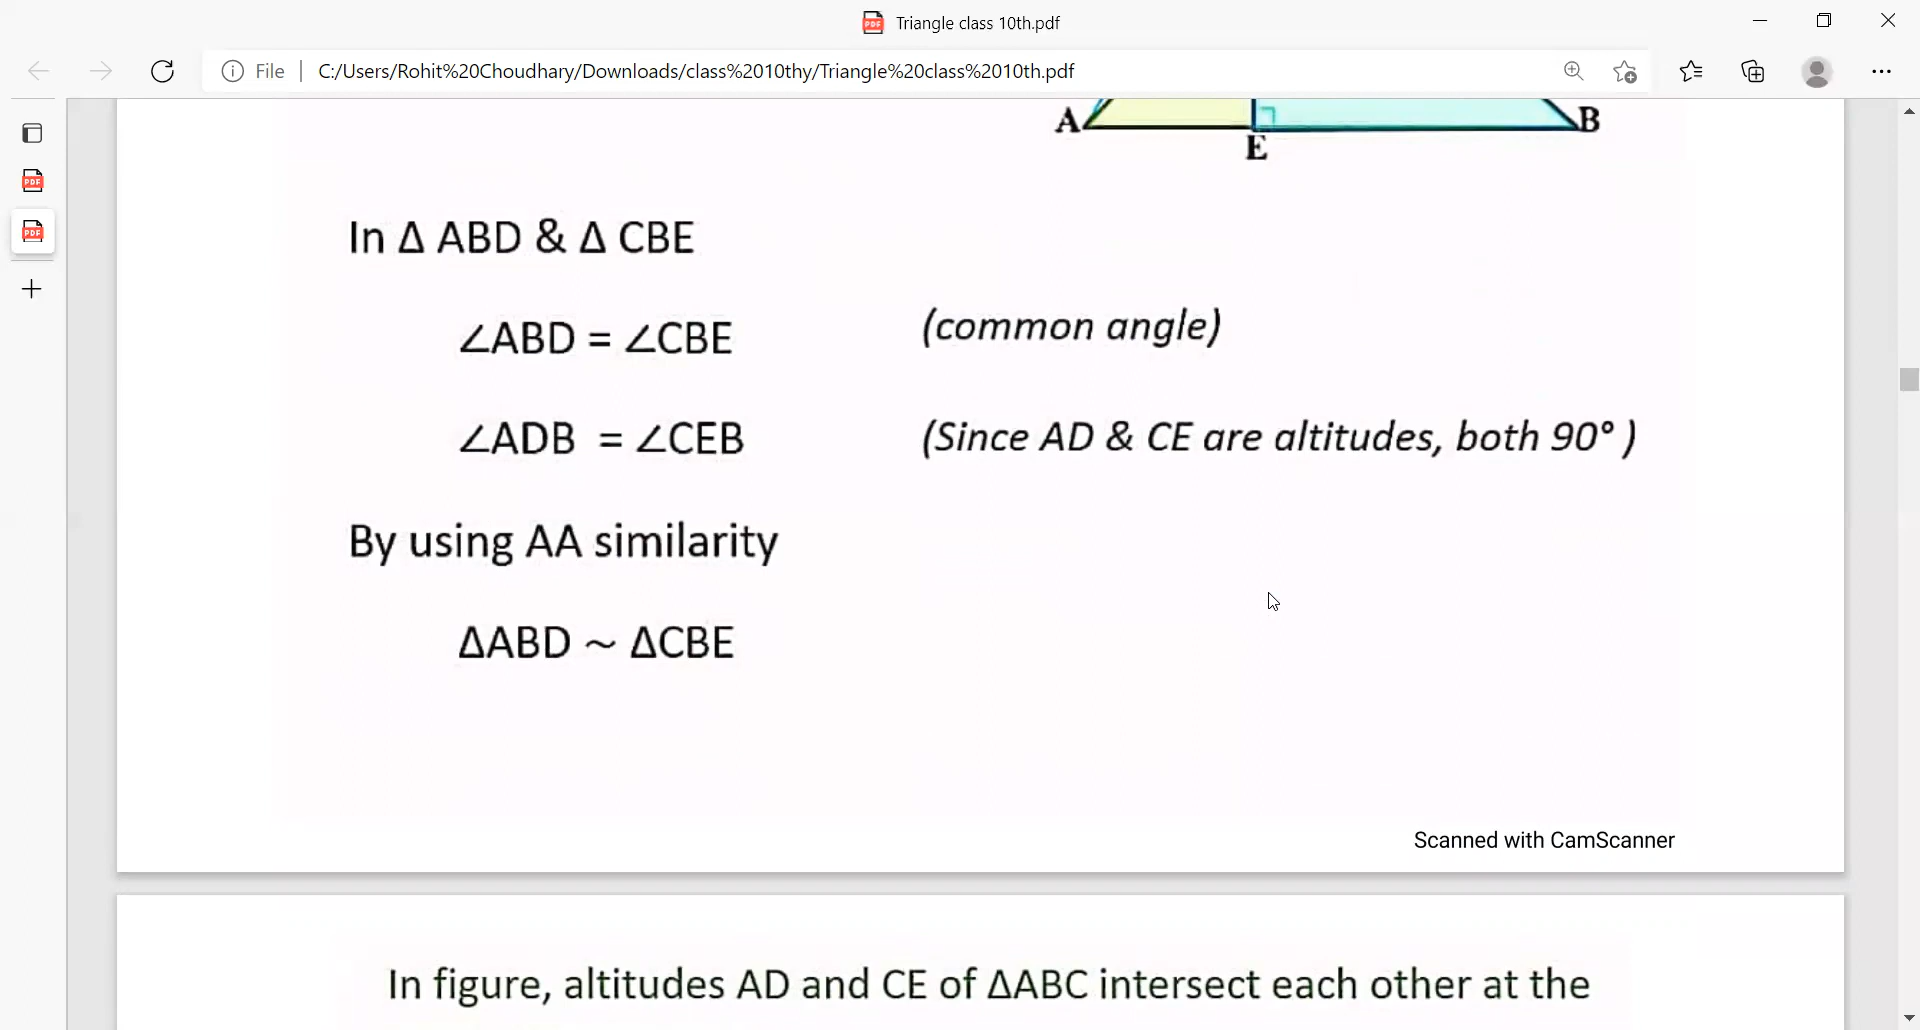 Triangle class 10th.pdf
File | C:/Users/Rohit%20Choudhary/Downloads/class%2010thy/Triangle%20class%2010th.pdf
A B
E
In Δ ABD & Δ CBE
∠ABD = ∠CBE (common angle)
∠ADB = ∠CEB (Since AD & CE are altitudes, both 90° )
By using AA similarity
ΔABD ~ ΔCBE
Scanned with CamScanner
In figure, altitudes AD and CE of ΔABC intersect each other at the